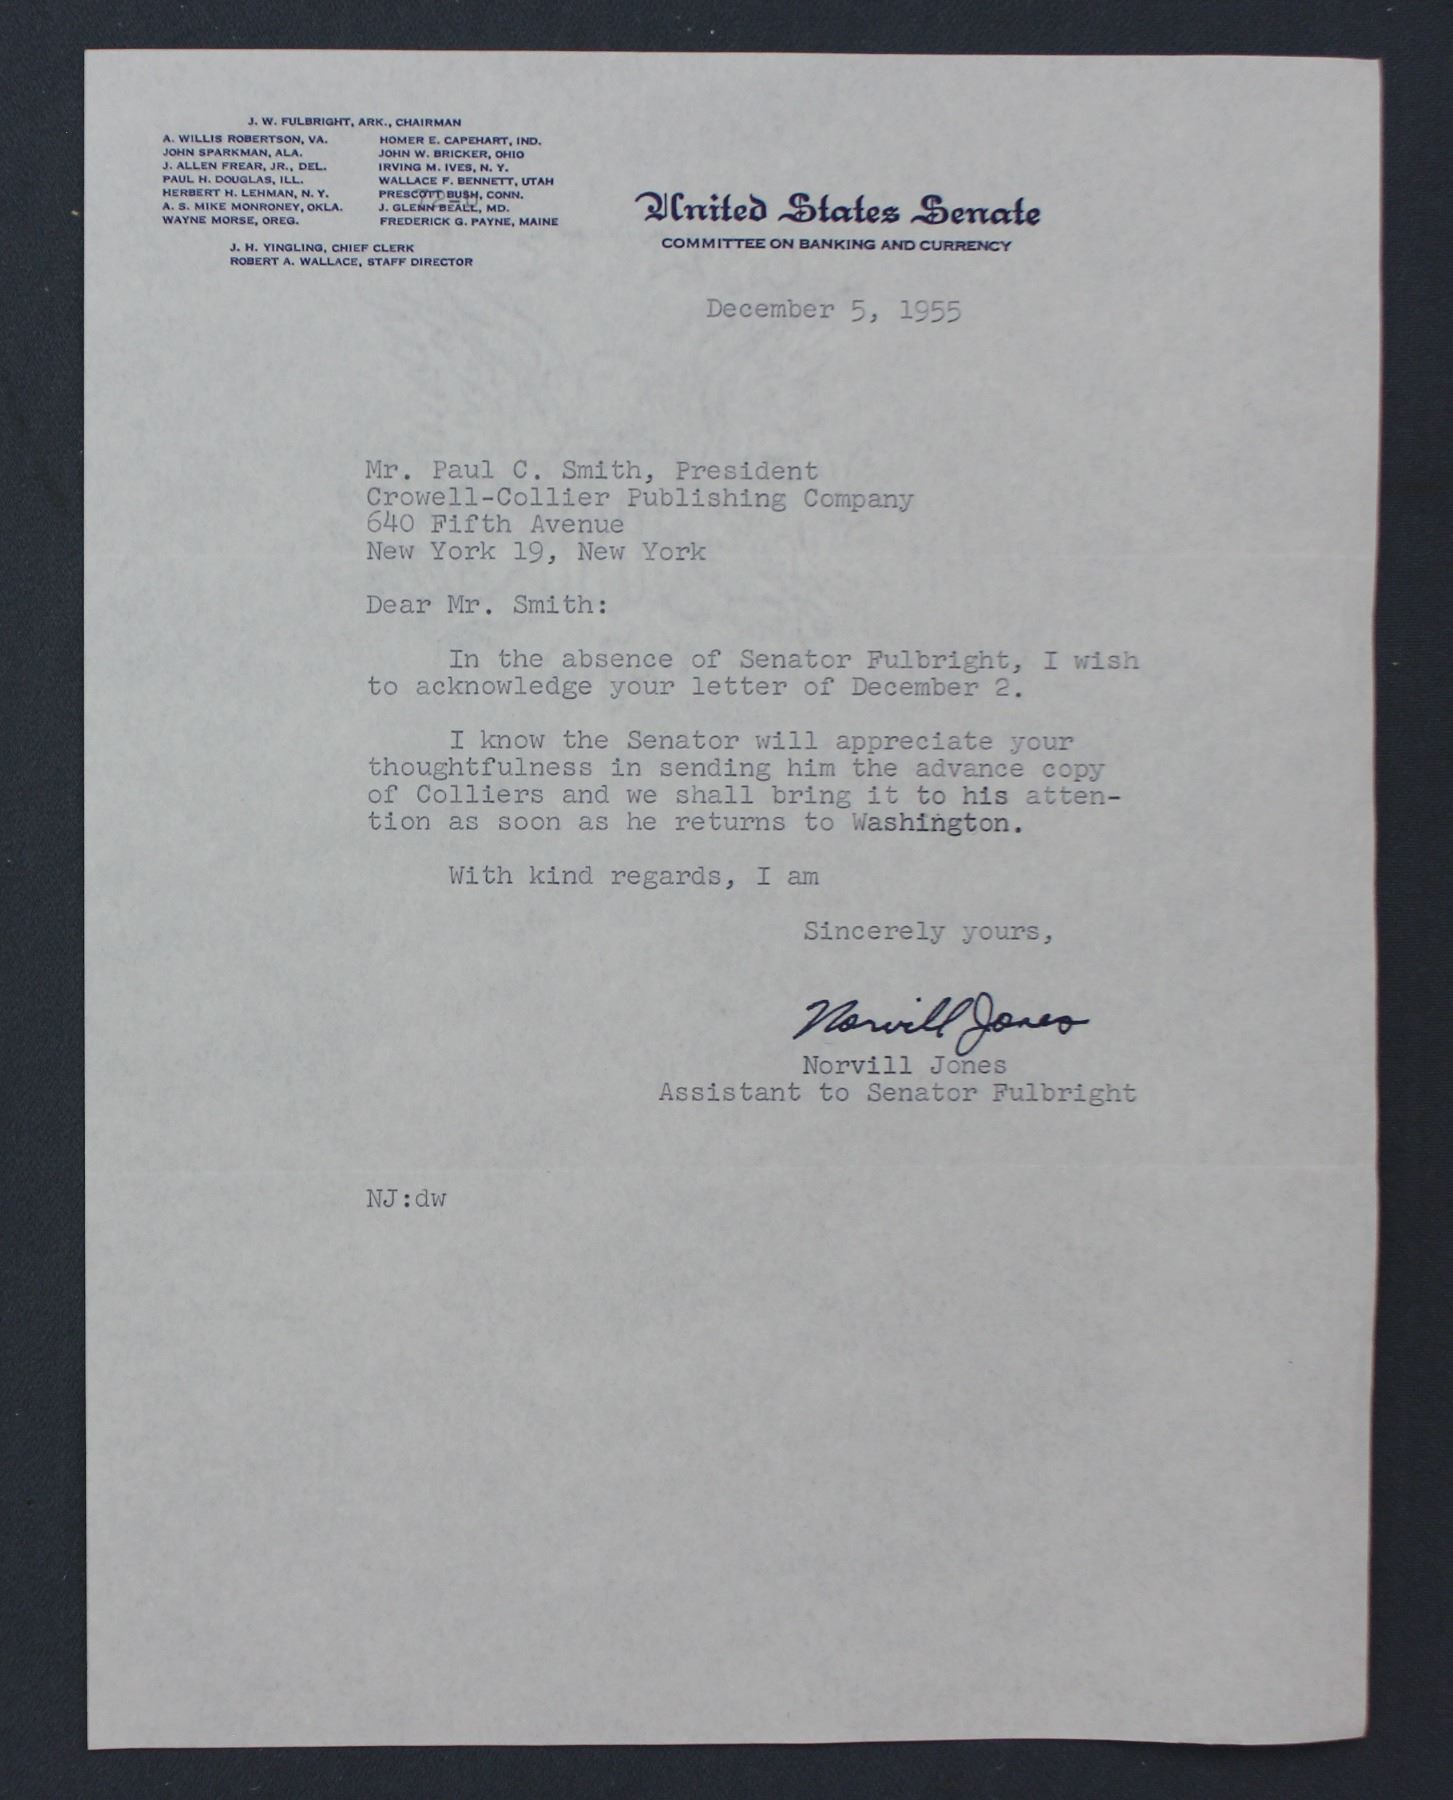 J. W. FULBRIGHT, ARK., CHAIRMAN
A. WILLIS ROBERTSON, VA.
JOHN SPARKMAN, ALA.
J. ALLEN FREAR, JR., DEL.
PAUL H. DOUGLAS, ILL.
HERBERT H. LEHMAN, N. Y.
A. S. MIKE MONRONEY, OKLA.
WAYNE MORSE, OREG.
HOMER E. CAPEHART, IND.
JOHN W. BRICKER, OHIO
IRVING M. IVES, N. Y.
WALLACE F. BENNETT, UTAH
PRESCOTT BUSH, CONN.
J. GLENN BEALL, MD.
FREDERICK G. PAYNE, MAINE
J. H. YINGLING, CHIEF CLERK
ROBERT A. WALLACE, STAFF DIRECTOR
United States Senate
COMMITTEE ON BANKING AND CURRENCY
December 5, 1955
Mr. Paul C. Smith, President
Crowell-Collier Publishing Company
640 Fifth Avenue
New York 19, New York
Dear Mr. Smith:
In the absence of Senator Fulbright, I wish
to acknowledge your letter of December 2.
I know the Senator will appreciate your
thoughtfulness in sending him the advance copy
of Colliers and we shall bring it to his atten-
tion as soon as he returns to Washington.
With kind regards, I am
Sincerely yours,
Norvill Jones
Norvill Jones
Assistant to Senator Fulbright
NJ:dw